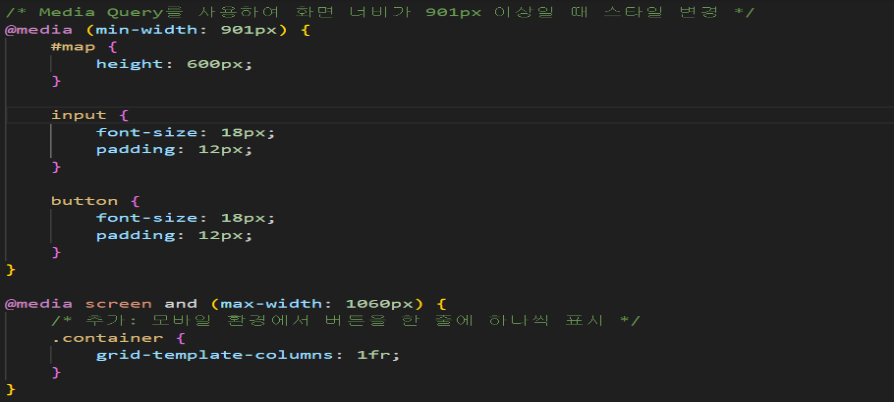 /* Media Query를 사용하여 화면 너비가 901px 이상일 때 스타일 변경 */
@media (min-width: 901px) {
#map {
height: 600px;
}
input {
font-size: 18px;
padding: 12px;
}
button {
font-size: 18px;
padding: 12px;
}
}
@media screen and (max-width: 1060px) {
/* 추가: 모바일 환경에서 버튼을 한 줄에 하나씩 표시 */
.container {
grid-template-columns: 1fr;
}
}